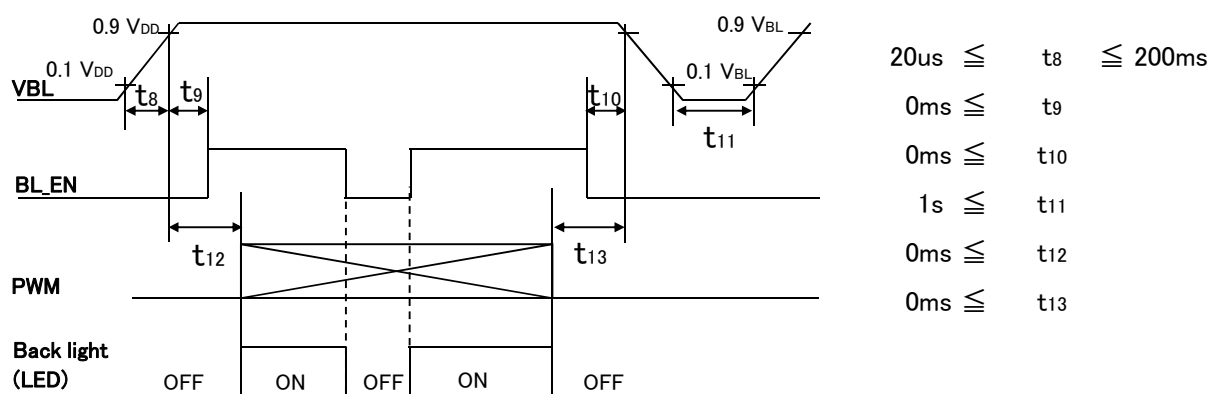 0.9 VDD
0.9 VBL
0.1 VDD
0.1 VBL
VBL
t8
t9
t10
t11
BL_EN
t12
t13
PWM
Back light
(LED)
OFF
ON
OFF
ON
OFF
20us ≦ t8 ≦ 200ms
0ms ≦ t9
0ms ≦ t10
1s ≦ t11
0ms ≦ t12
0ms ≦ t13